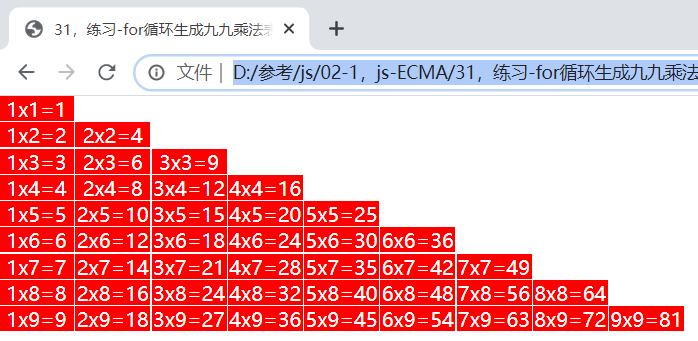 31，练习-for循环生成九九乘法
文件 | D:/参考/js/02-1，js-ECMA/31，练习-for循环生成九九乘法
1x1=1
1x2=2 2x2=4
1x3=3 2x3=6 3x3=9
1x4=4 2x4=8 3x4=12 4x4=16
1x5=5 2x5=10 3x5=15 4x5=20 5x5=25
1x6=6 2x6=12 3x6=18 4x6=24 5x6=30 6x6=36
1x7=7 2x7=14 3x7=21 4x7=28 5x7=35 6x7=42 7x7=49
1x8=8 2x8=16 3x8=24 4x8=32 5x8=40 6x8=48 7x8=56 8x8=64
1x9=9 2x9=18 3x9=27 4x9=36 5x9=45 6x9=54 7x9=63 8x9=72 9x9=81